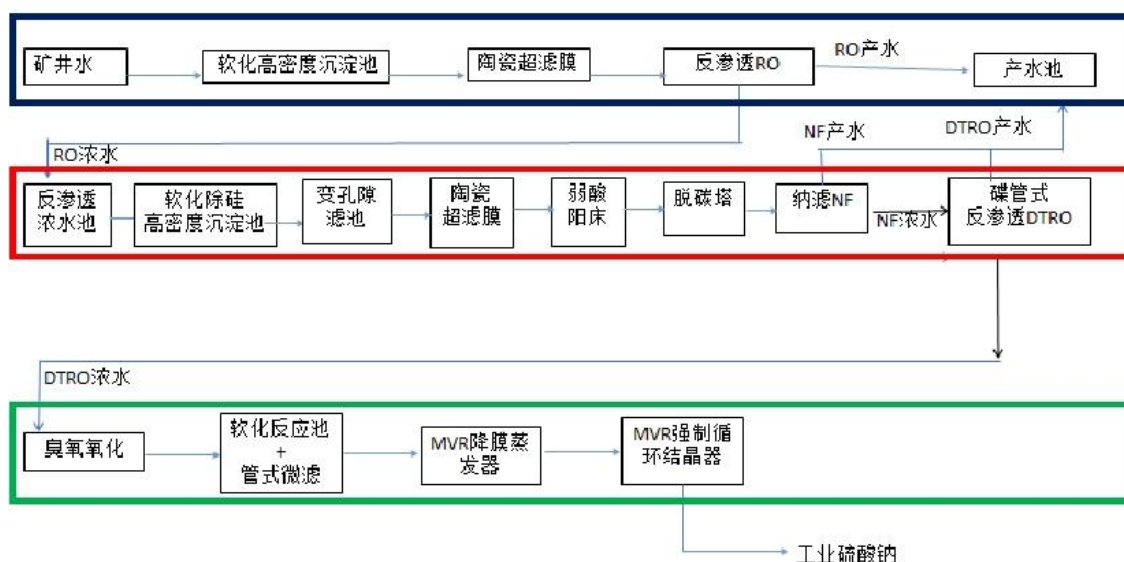 矿井水
软化高密度沉淀池
陶瓷超滤膜
反渗透RO
RO产水
产水池
RO浓水
NF产水
DTRO产水
反渗透
浓水池
软化除硅
高密度沉淀池
变孔隙
滤池
陶瓷
超滤膜
弱酸
阳床
脱碳塔
纳滤NF
NF浓水
碟管式
反渗透DTRO
DTRO浓水
臭氧氧化
软化反应池
+
管式微滤
MVR降膜蒸
发器
MVR强制循
环结晶器
工业硫酸钠